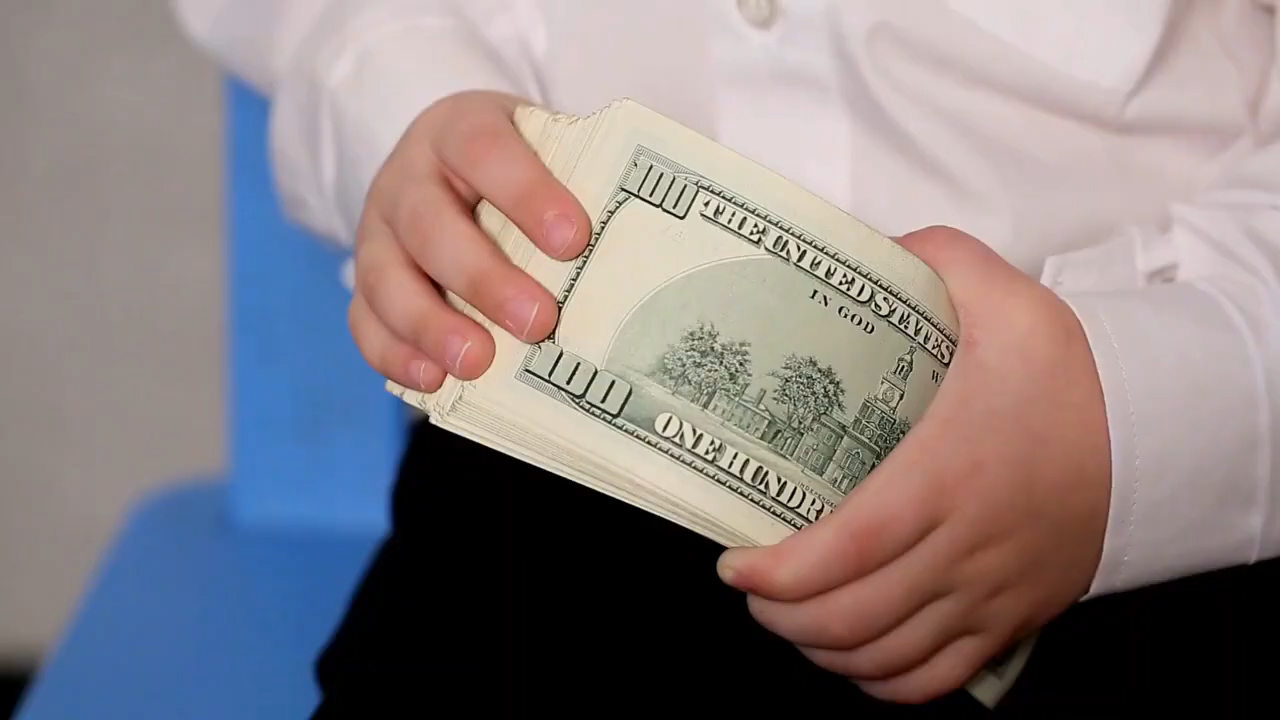 100 THE UNITED STATES
IN GOD
W
100
ONE HUNDR